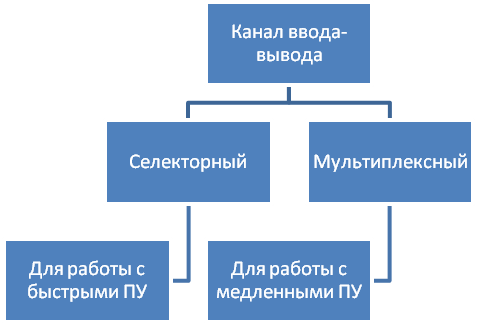 Канал ввода-
вывода
Селекторный
Мультиплексный
Для работы с
быстрыми ПУ
Для работы с
медленными ПУ